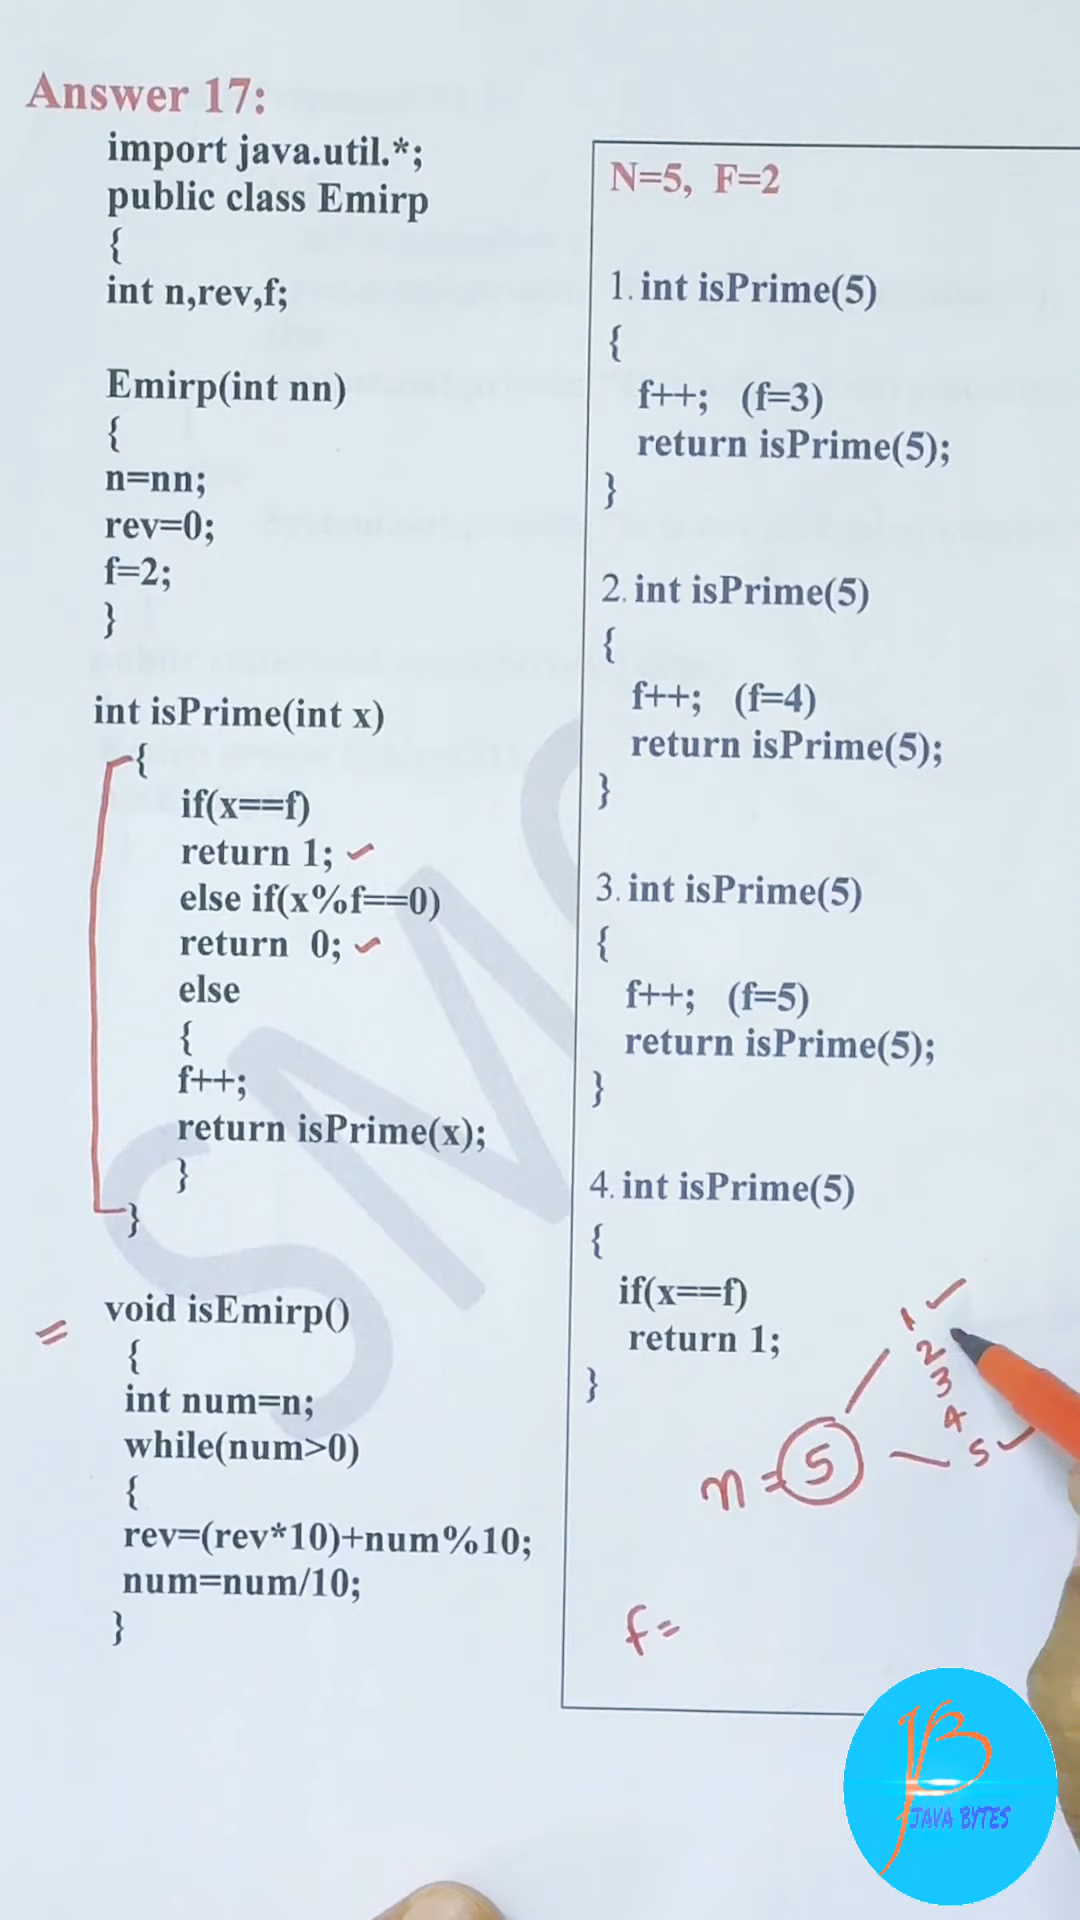 Answer 17:
import java.util.*;
public class Emirp
{
int n,rev,f;
Emirp(int nn)
{
n=nn;
rev=0;
f=2;
}
int isPrime(int x)
{
if(x==f)
return 1;
else if(x%f==0)
return 0;
else
{
f++;
return isPrime(x);
}
}
void isEmirp()
{
int num=n;
while(num>0)
{
rev=(rev*10)+num%10;
num=num/10;
}
N=5, F=2
1. int isPrime(5)
{
f++; (f=3)
return isPrime(5);
}
2. int isPrime(5)
{
f++; (f=4)
return isPrime(5);
}
3. int isPrime(5)
{
f++; (f=5)
return isPrime(5);
}
4. int isPrime(5)
{
if(x==f)
return 1;
}
1
2
3
4
5
n=5
f=
SMS
JB
JAVA BYTES